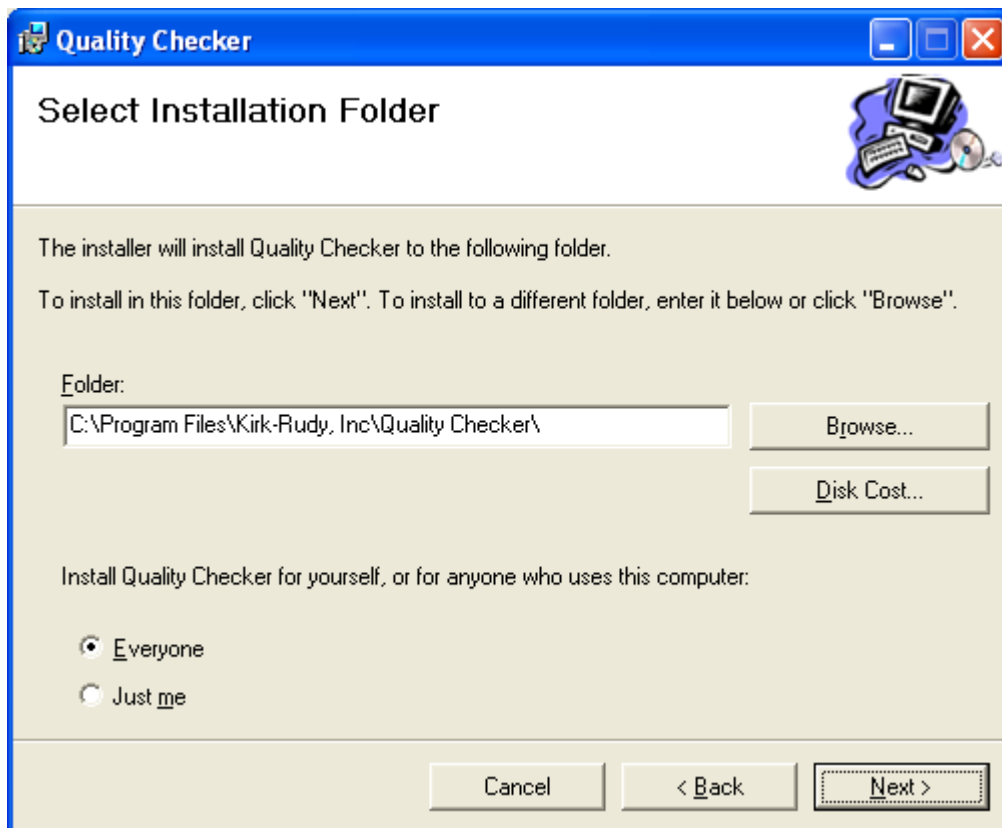 Quality Checker
Select Installation Folder
The installer will install Quality Checker to the following folder.
To install in this folder, click "Next". To install to a different folder, enter it below or click "Browse".
Folder:
C:\Program Files\Kirk-Rudy, Inc\Quality Checker\
Browse...
Disk Cost...
Install Quality Checker for yourself, or for anyone who uses this computer:
Everyone
Just me
Cancel
< Back
Next >